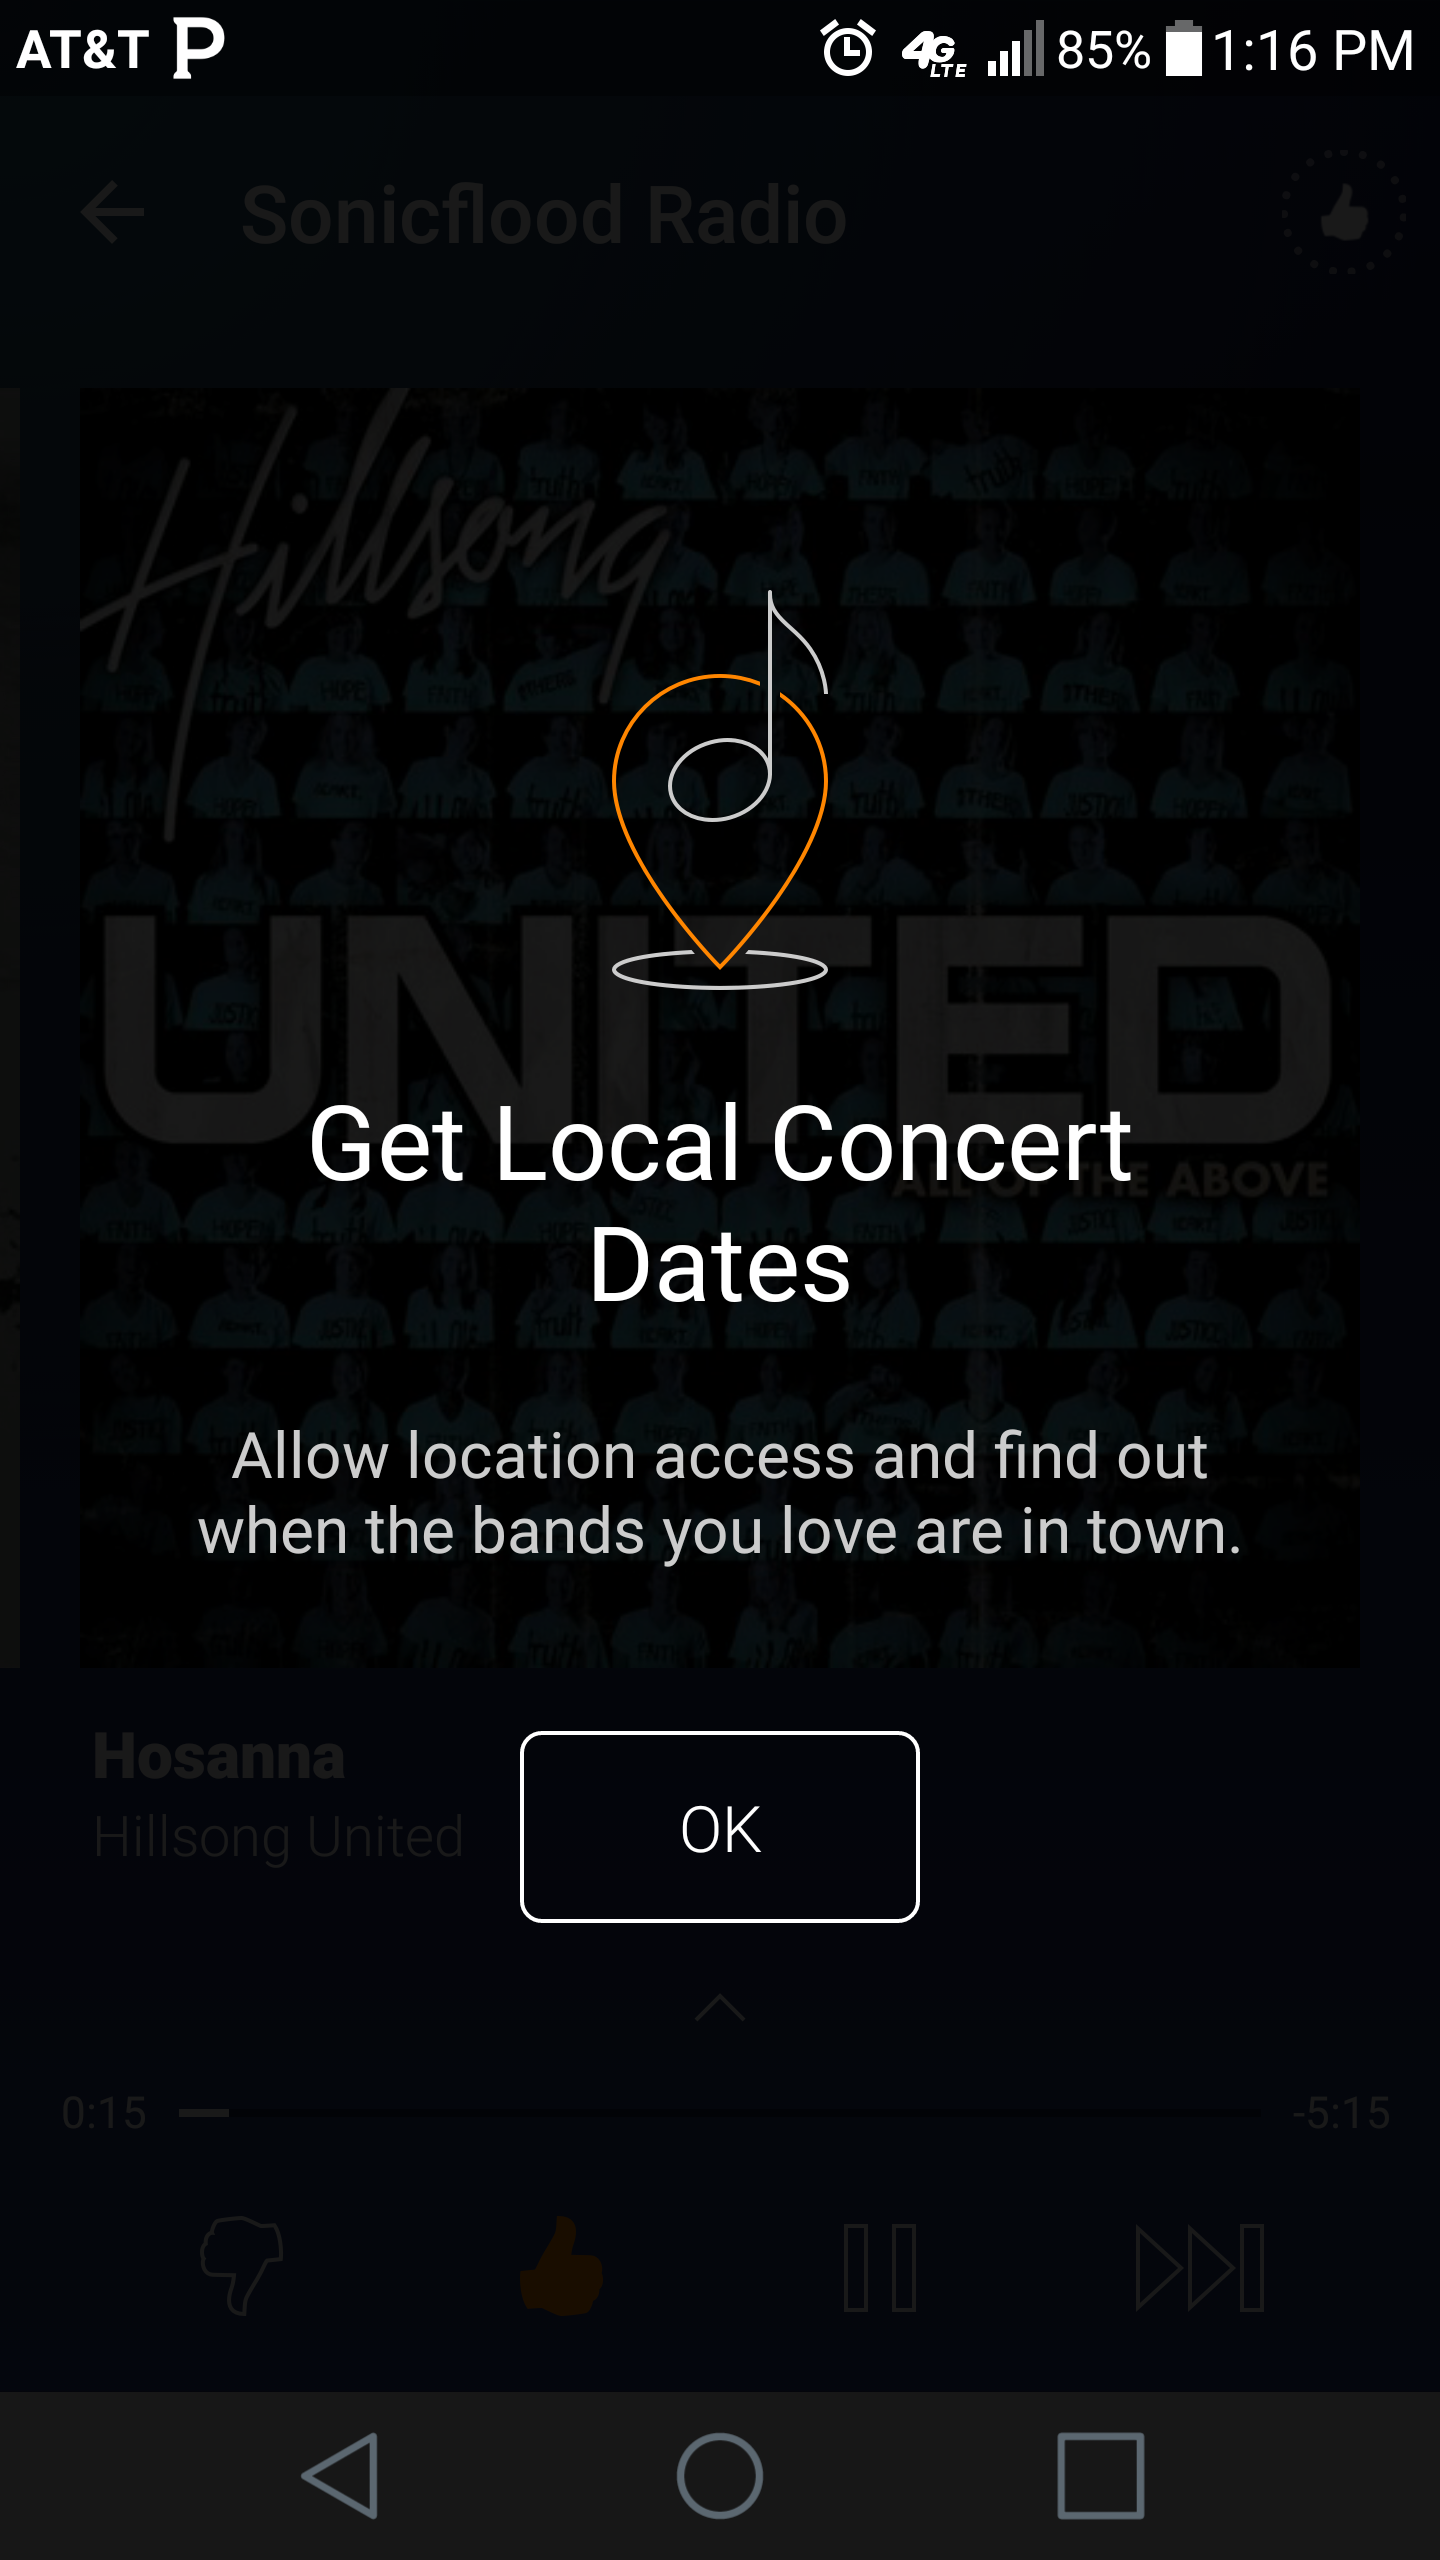 AT&T P 4G LTE 85% 1:16 PM
Sonicflood Radio
Hillsong
UNITED
ALL OF THE ABOVE
Get Local Concert
Dates
Allow location access and find out
when the bands you love are in town.
Hosanna
Hillsong United
OK
0:15 -5:15